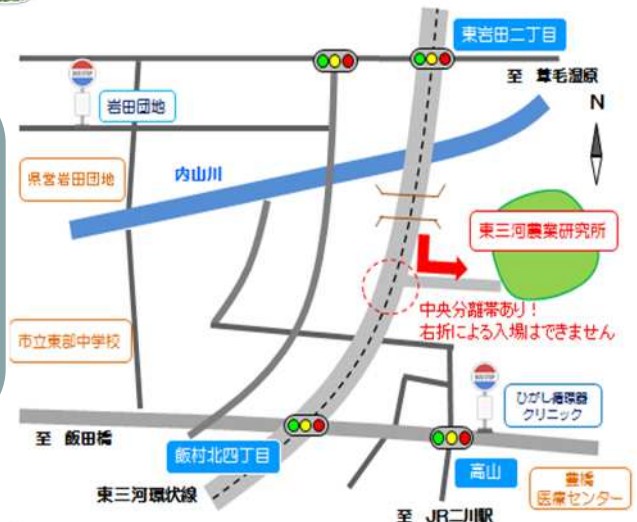 東岩田二丁目
至 葦毛湿原
N
岩田団地
県営岩田団地
内山川
東三河農業研究所
中央分離帯あり!
右折による入場はできません
市立東部中学校
ひがし循環器
クリニック
至 飯田橋
飯村北四丁目
高山
豊橋
医療センター
東三河環状線
至 JR二川駅